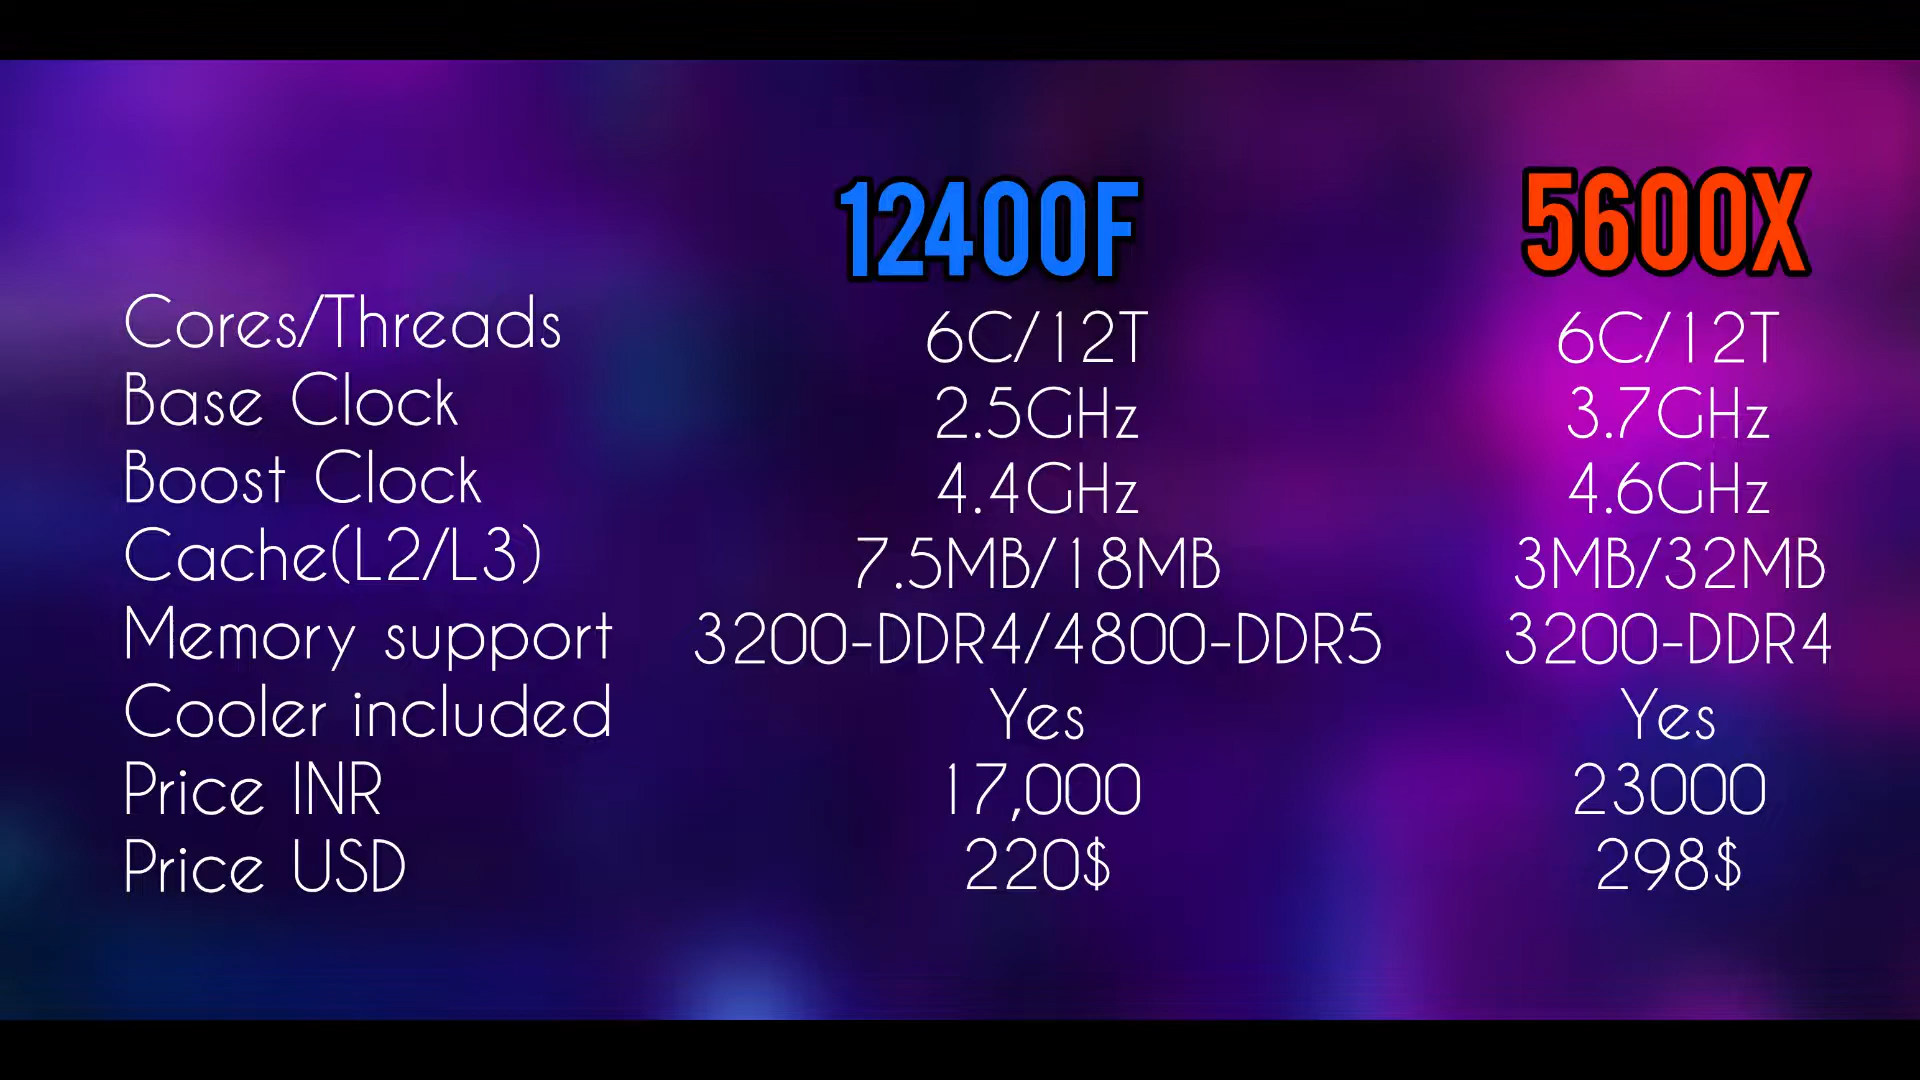 12400F 5600X
Cores/Threads 6C/12T 6C/12T
Base Clock 2.5GHz 3.7GHz
Boost Clock 4.4GHz 4.6GHz
Cache(L2/L3) 7.5MB/18MB 3MB/32MB
Memory support 3200-DDR4/4800-DDR5 3200-DDR4
Cooler included Yes Yes
Price INR 17,000 23000
Price USD 220$ 298$